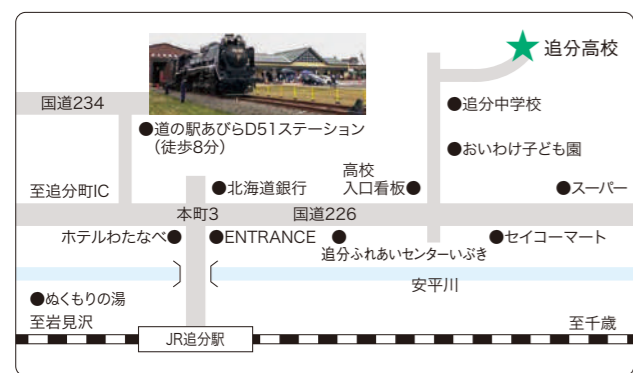 追分高校
国道234
追分中学校
道の駅あびらD51ステーション
（徒歩8分）
おいわけ子ども園
高校
入口看板
至追分町IC
北海道銀行
スーパー
本町3
国道226
ホテルわたなべ
ENTRANCE
セイコーマート
追分ふれあいセンターいぶき
安平川
ぬくもりの湯
至岩見沢
至千歳
JR追分駅